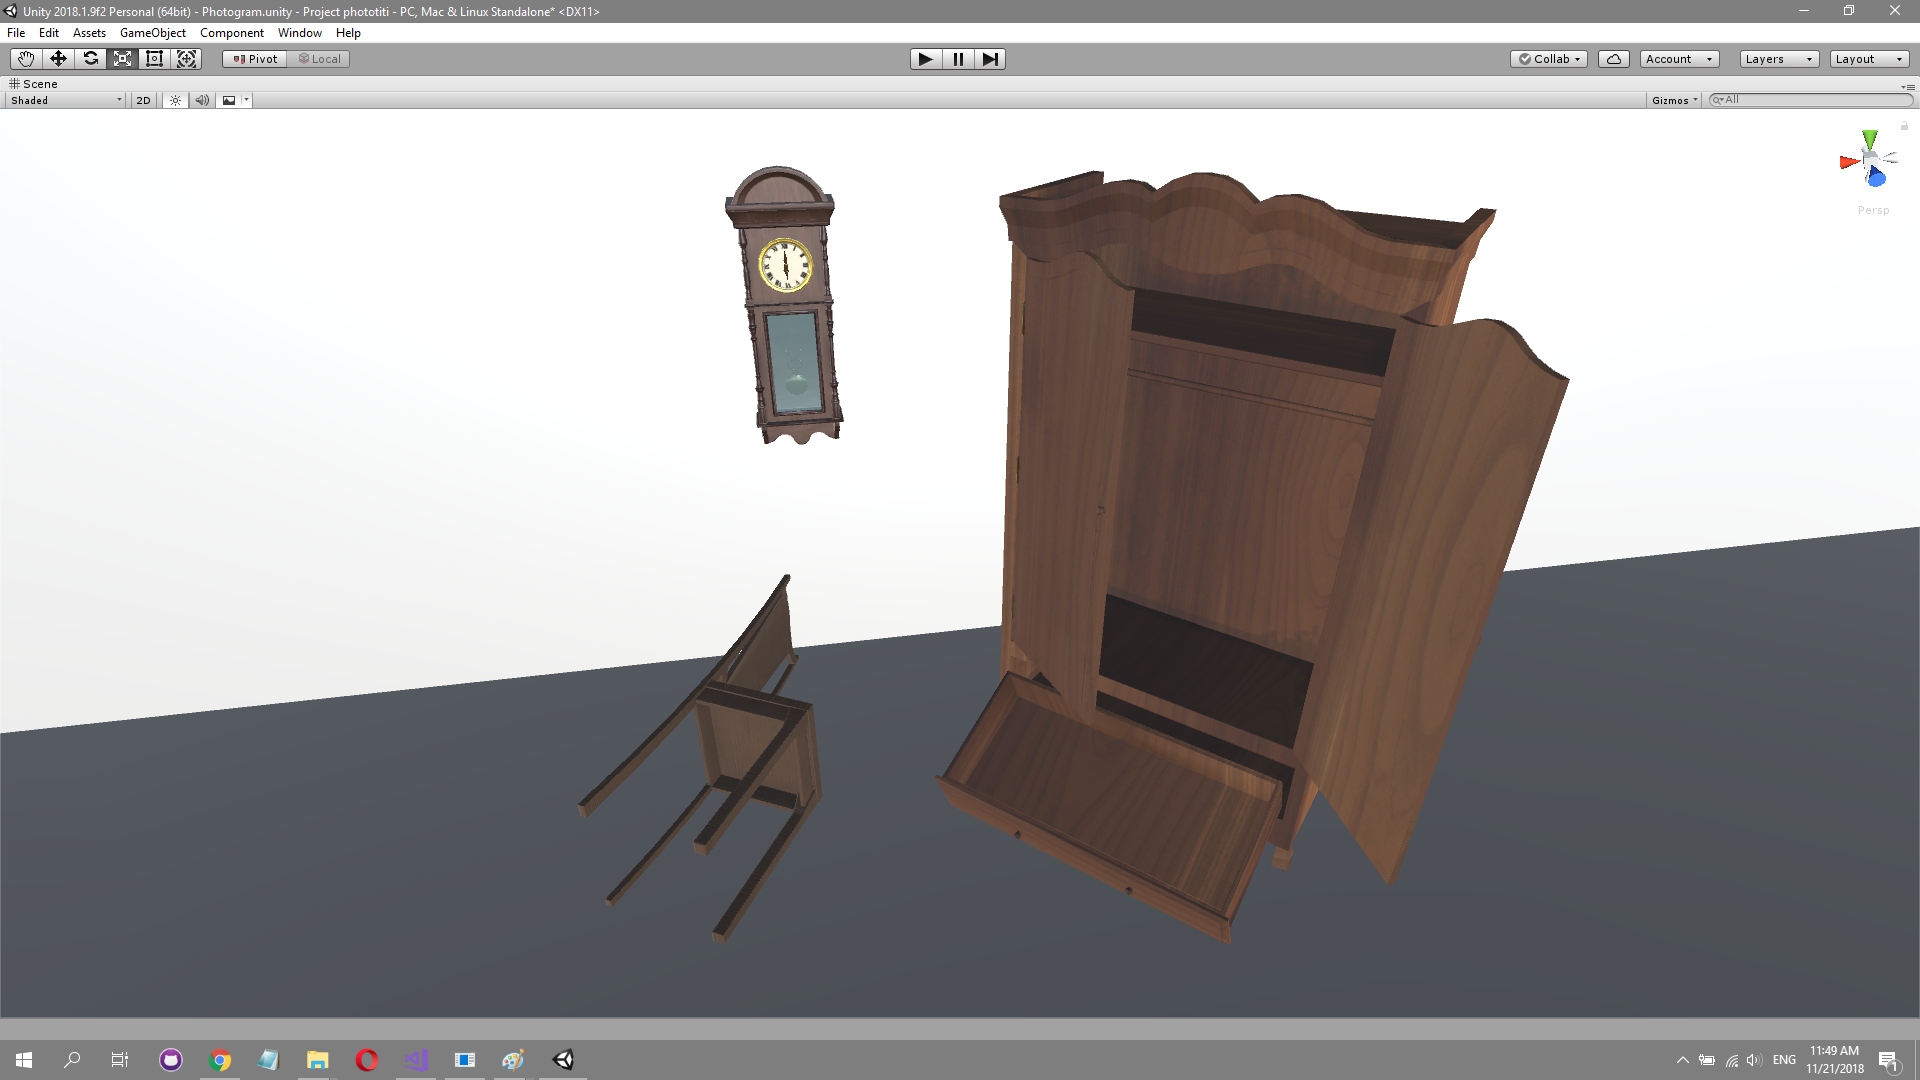 Unity 2018.1.9f2 Personal (64bit) - Photogram.unity - Project phototiti - PC, Mac & Linux Standalone* <DX11>
File Edit Assets GameObject Component Window Help
Pivot Local Collab Account Layers Layout
Scene
Shaded 2D Gizmos All
Persp
ENG 11:49 AM
11/21/2018 1